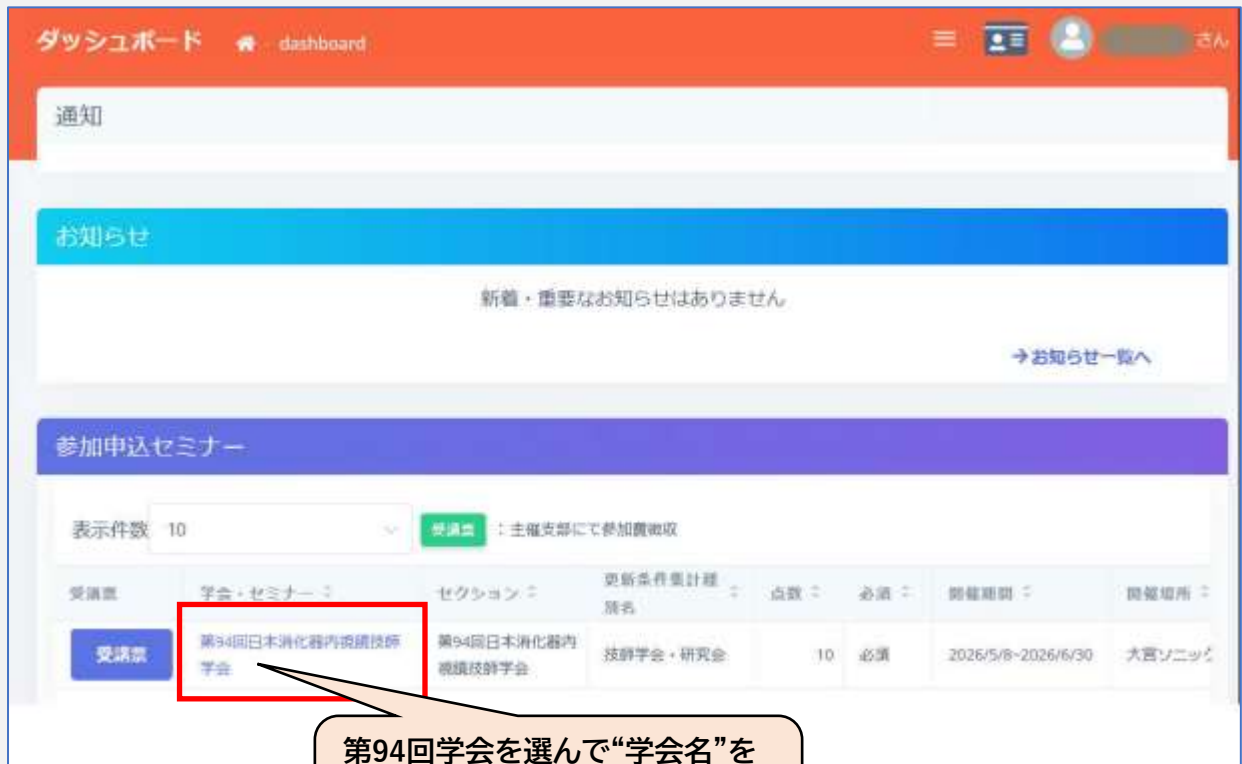 ダッシュボード dashboard さん
通知
お知らせ
新着・重要なお知らせはありません
→お知らせ一覧へ
参加申込セミナー
表示件数 10 受講票 :主催支部にて参加費徴収
受講票 学会・セミナー セクション 更新条件集計種別名 点数 必須 開催期間 開催場所
受講票 第94回日本消化器内視鏡技師学会 第94回日本消化器内視鏡技師学会 技師学会・研究会 10 必須 2026/5/8~2026/6/30 大宮ソニック
第94回学会を選んで“学会名”を